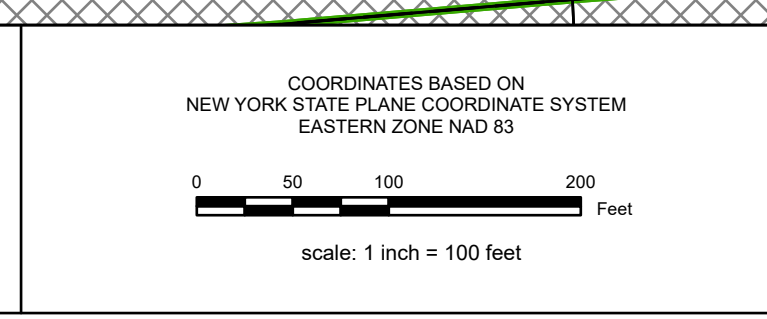 COORDINATES BASED ON
NEW YORK STATE PLANE COORDINATE SYSTEM
EASTERN ZONE NAD 83
0 50 100 200
Feet
scale: 1 inch = 100 feet